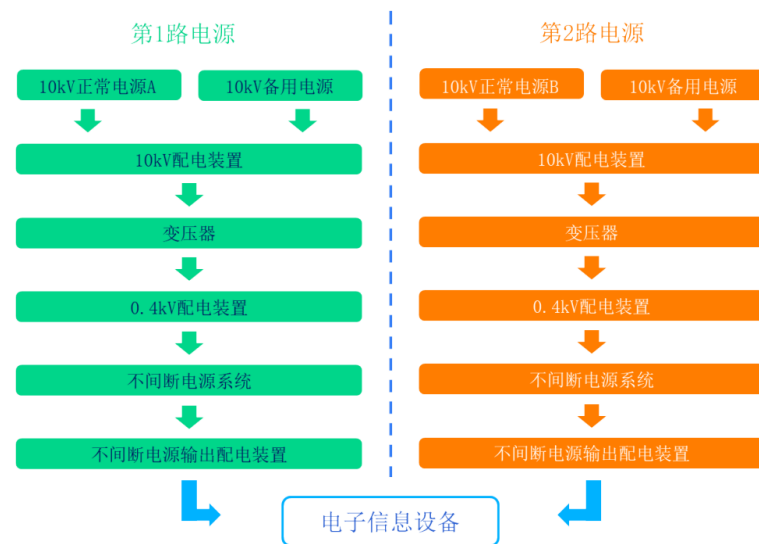 第1路电源
10kV正常电源A
10kV备用电源
10kV配电装置
变压器
0.4kV配电装置
不间断电源系统
不间断电源输出配电装置
第2路电源
10kV正常电源B
10kV备用电源
10kV配电装置
变压器
0.4kV配电装置
不间断电源系统
不间断电源输出配电装置
电子信息设备